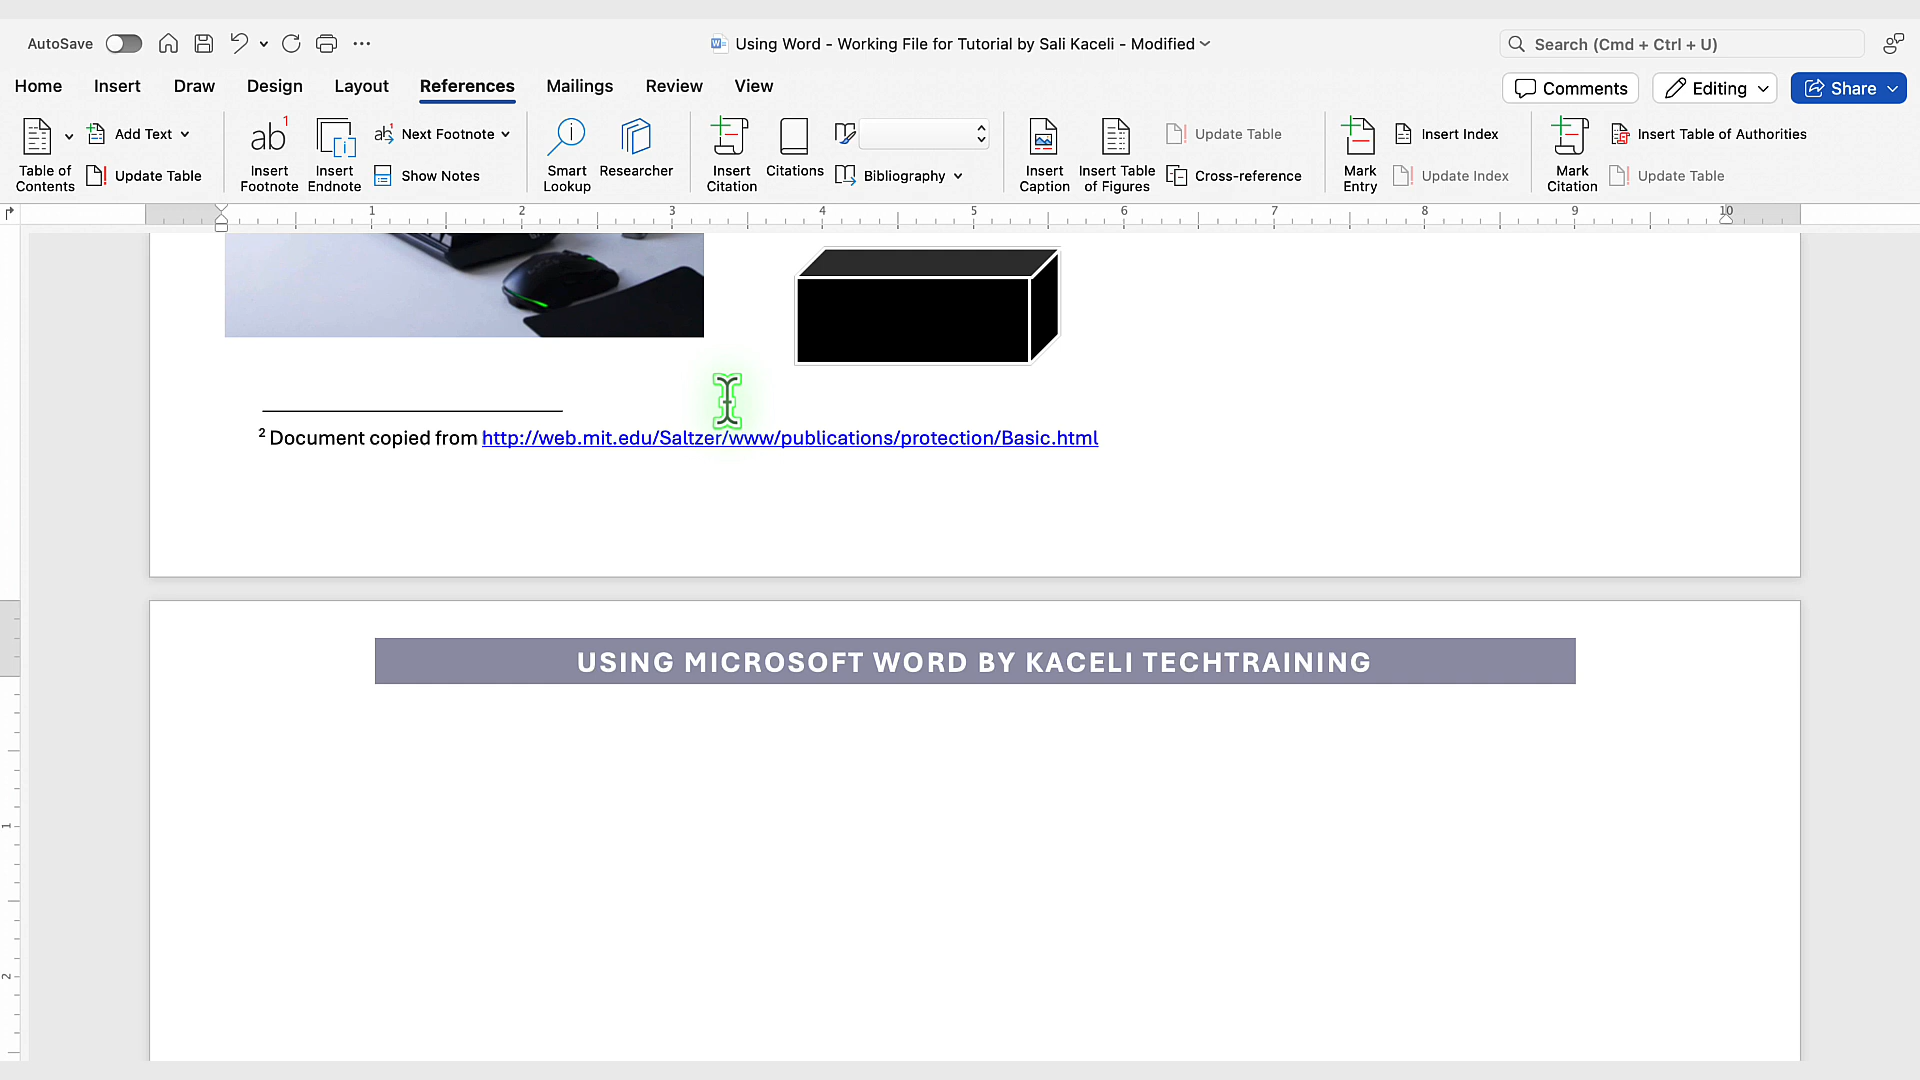 AutoSave
Using Word - Working File for Tutorial by Sali Kaceli - Modified
Search (Cmd + Ctrl + U)
Home Insert Draw Design Layout References Mailings Review View
Comments Editing Share
Table of Contents
Add Text
Update Table
ab1
Insert Footnote
Insert Endnote
ab1 Next Footnote
Show Notes
Smart Lookup
Researcher
Insert Citation
Citations
Bibliography
Insert Caption
Insert Table of Figures
Update Table
Cross-reference
Mark Entry
Insert Index
Update Index
Mark Citation
Insert Table of Authorities
Update Table
1 2 3 4 5 6 7 8 9 10
2 Document copied from http://web.mit.edu/Saltzer/www/publications/protection/Basic.html
USING MICROSOFT WORD BY KACELI TECHTRAINING
1
2